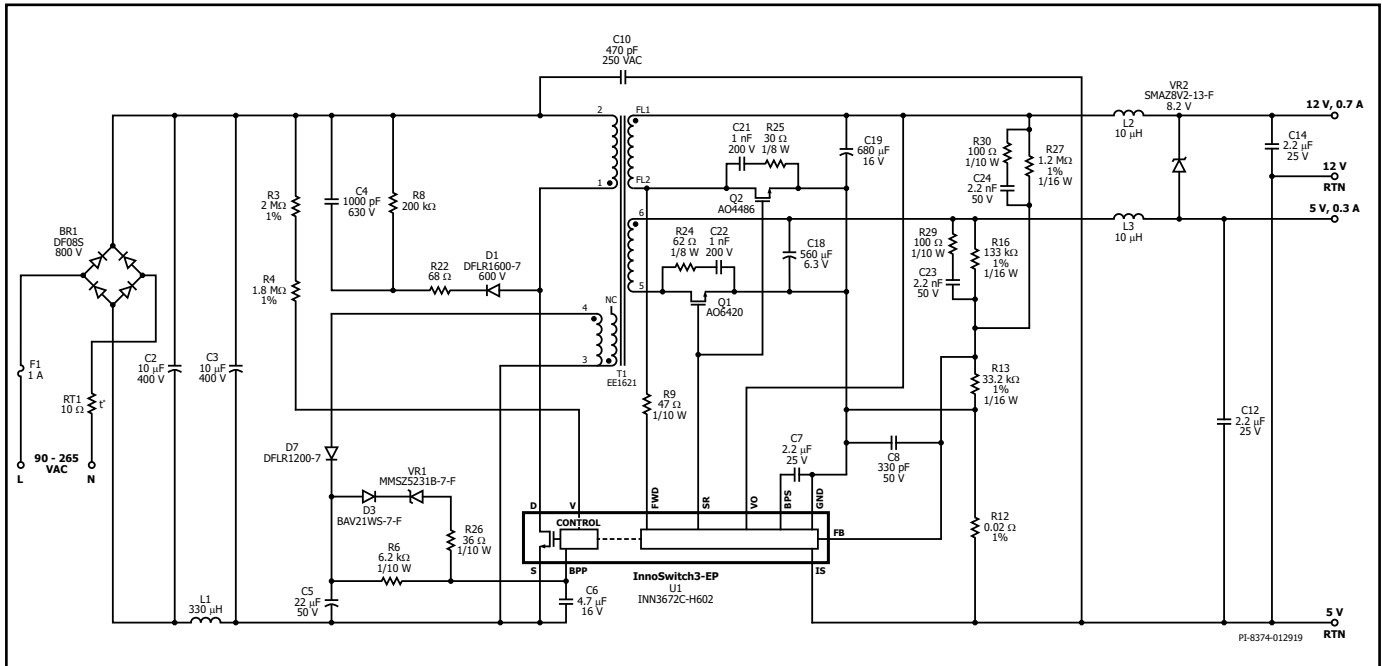 C10
470 pF
250 VAC
VR2
SMAZ8V2-13-F
8.2 V
12 V, 0.7 A
2
FL1
C21
1 nF
200 V
R25
30 Ω
1/8 W
C19
680 μF
16 V
R30
100 Ω
1/10 W
R27
1.2 MΩ
1%
1/16 W
L2
10 μH
C14
2.2 μF
25 V
12 V
RTN
C24
2.2 nF
50 V
1
FL2
Q2
AO4486
R3
2 MΩ
1%
C4
1000 pF
630 V
R8
200 kΩ
BR1
DF08S
800 V
6
5 V, 0.3 A
R24
62 Ω
1/8 W
C22
1 nF
200 V
C18
560 μF
6.3 V
R29
100 Ω
1/10 W
R16
133 kΩ
1%
1/16 W
L3
10 μH
C23
2.2 nF
50 V
R4
1.8 MΩ
1%
R22
68 Ω
D1
DFLR1600-7
600 V
5
Q1
AO6420
NC
4
3
T1
EE1621
F1
1 A
C2
10 μF
400 V
C3
10 μF
400 V
RT1
10 Ω
t°
R9
47 Ω
1/10 W
R13
33.2 kΩ
1%
1/16 W
C12
2.2 μF
25 V
90 - 265
VAC
L
N
D7
DFLR1200-7
C7
2.2 μF
25 V
C8
330 pF
50 V
VR1
MMSZ5231B-7-F
D3
BAV21WS-7-F
R26
36 Ω
1/10 W
R6
6.2 kΩ
1/10 W
D
V
FWD
SR
VO
BPS
GND
CONTROL
FB
R12
0.02 Ω
1%
S
BPP
IS
InnoSwitch3-EP
U1
INN3672C-H602
C5
22 μF
50 V
C6
4.7 μF
16 V
L1
330 μH
5 V
RTN
PI-8374-012919